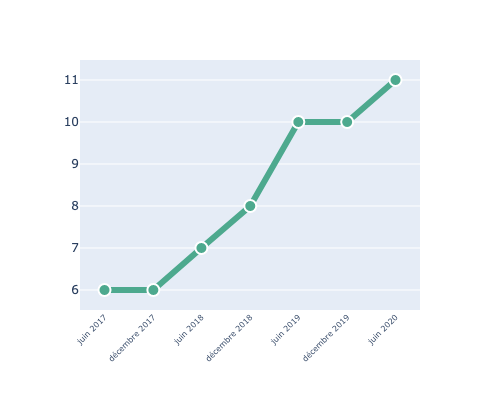 11
10
9
8
7
6
juin 2017
décembre 2017
juin 2018
décembre 2018
juin 2019
décembre 2019
juin 2020